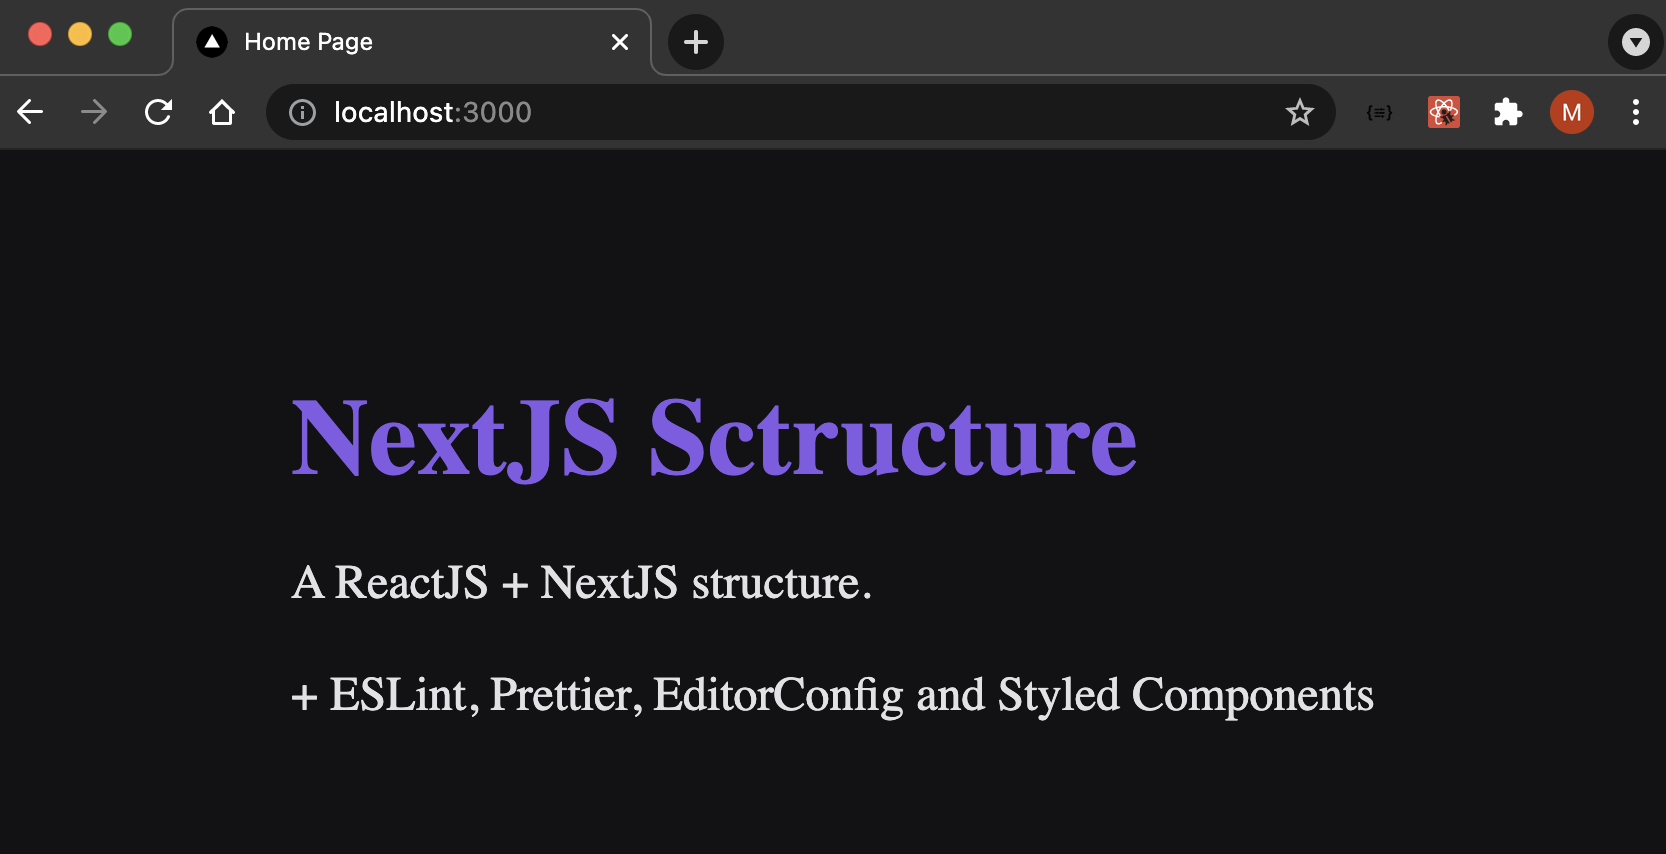 Home Page
localhost:3000
{≡}
M
NextJS Sctructure
A ReactJS + NextJS structure.
+ ESLint, Prettier, EditorConfig and Styled Components